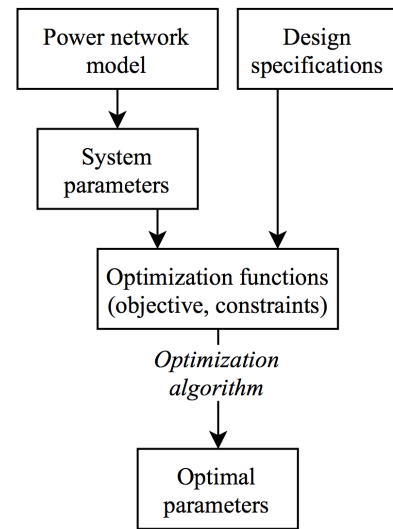 Power network
model
Design
specifications
System
parameters
Optimization functions
(objective, constraints)
Optimization
algorithm
Optimal
parameters